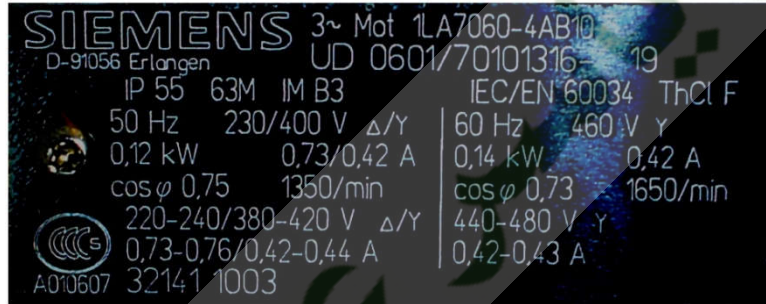 SIEMENS 3~ Mot 1LA7060-4AB10
D-91056 Erlangen UD 0601/70101316- 19
IP 55 63M IM B3 IEC/EN 60034 ThCl F
50 Hz 230/400 V Δ/Y 60 Hz 460 V Y
0,12 kW 0,73/0,42 A 0,14 kW 0,42 A
cos φ 0,75 1350/min cos φ 0,73 1650/min
220-240/380-420 V Δ/Y 440-480 V Y
0,73-0,76/0,42-0,44 A 0,42-0,43 A
CCC S
A010607 32141 1003